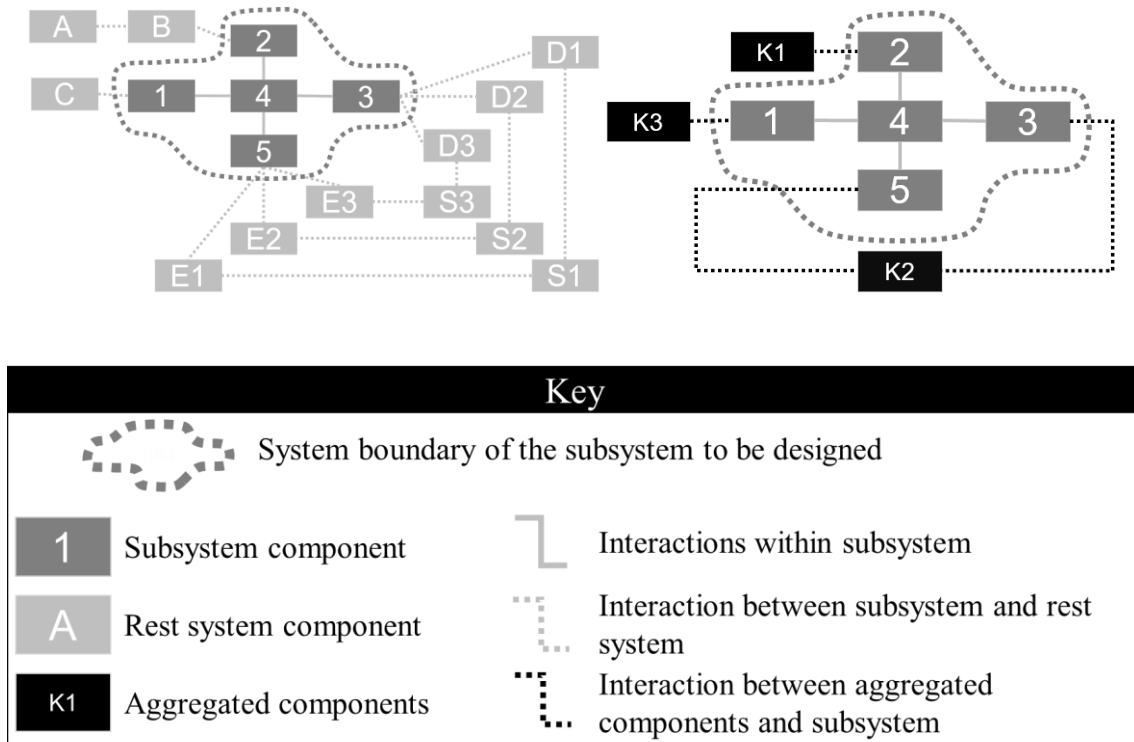 A B 2 D1
C 1 4 3 D2
5 D3
E3 S3
E2 S2
E1 S1
K1 2
K3 1 4 3
5
K2
Key
System boundary of the subsystem to be designed
1 Subsystem component
Interactions within subsystem
A Rest system component
Interaction between subsystem and rest
system
K1 Aggregated components
Interaction between aggregated
components and subsystem